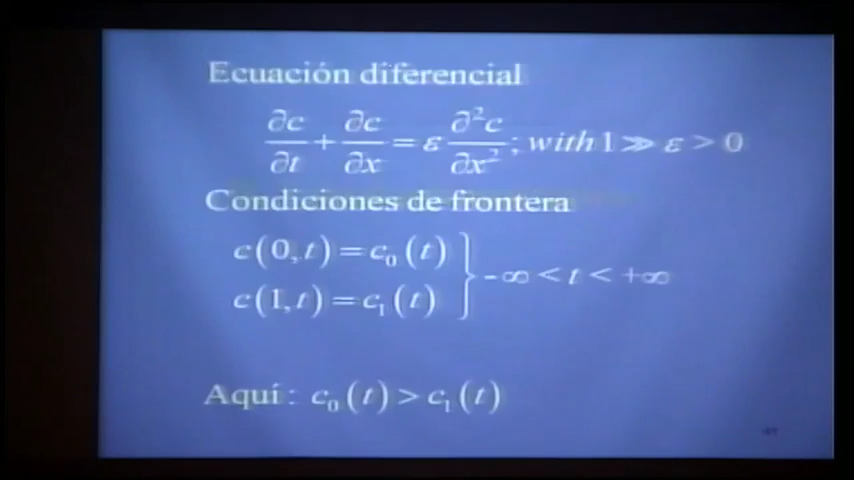 Ecuación diferencial
∂c/∂t + ∂c/∂x = ε ∂²c/∂x² ; with 1 ≫ ε > 0
Condiciones de frontera
c(0,t) = c₀(t)
c(1,t) = c₁(t) } -∞ < t < +∞
Aquí : c₀(t) > c₁(t)